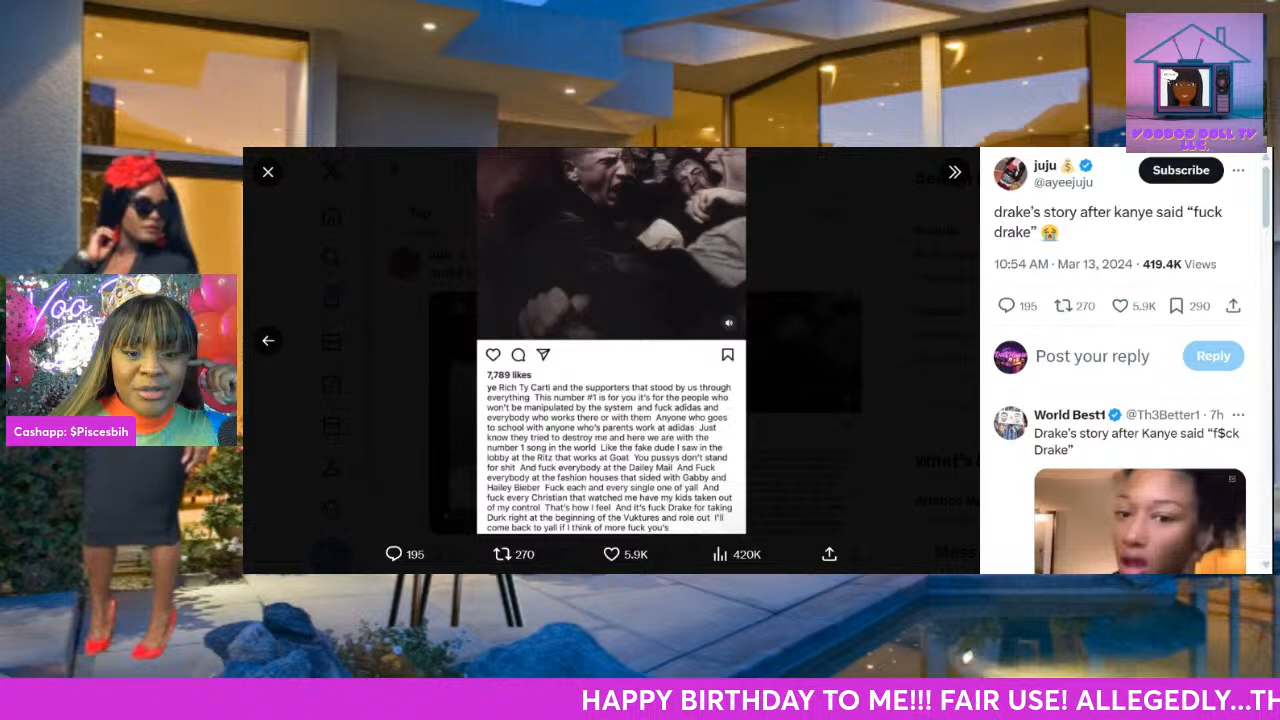 VOODOO DOLL TV
LLC.
juju
@ayeejuju
Subscribe
drake's story after kanye said “fuck
drake” 😭
10:54 AM · Mar 13, 2024 · 419.4K Views
195
270
5.9K
290
Post your reply
Reply
World Best1 @Th3Better1 · 7h
Drake's story after Kanye said “f$ck
Drake”
7,789 likes
ye Rich Ty Carti and the supporters that stood by us through
everything This number #1 is for you it's for the people who
won't be manipulated by the system and fuck adidas and
everybody who works there or with them Anyone who goes
to school with anyone who's parents work at adidas Just
know they tried to destroy me and here we are with the
number 1 song in the world Like the fake dude I saw in the
lobby at the Ritz that works at Goat You pussys don't stand
for shit And fuck everybody at the Dailey Mail And Fuck
everybody at the fashion houses that sided with Gabby and
Hailey Bieber Fuck each and every single one of yall And
fuck every Christian that watched me have my kids taken out
of my control That's how I feel And it's fuck Drake for taking
Durk right at the beginning of the Vuktures and role out I'll
come back to yall if I think of more fuck you's
195
270
5.9K
420K
Voo
Cashapp: $Piscesbih
HAPPY BIRTHDAY TO ME!!! FAIR USE! ALLEGEDLY...TH